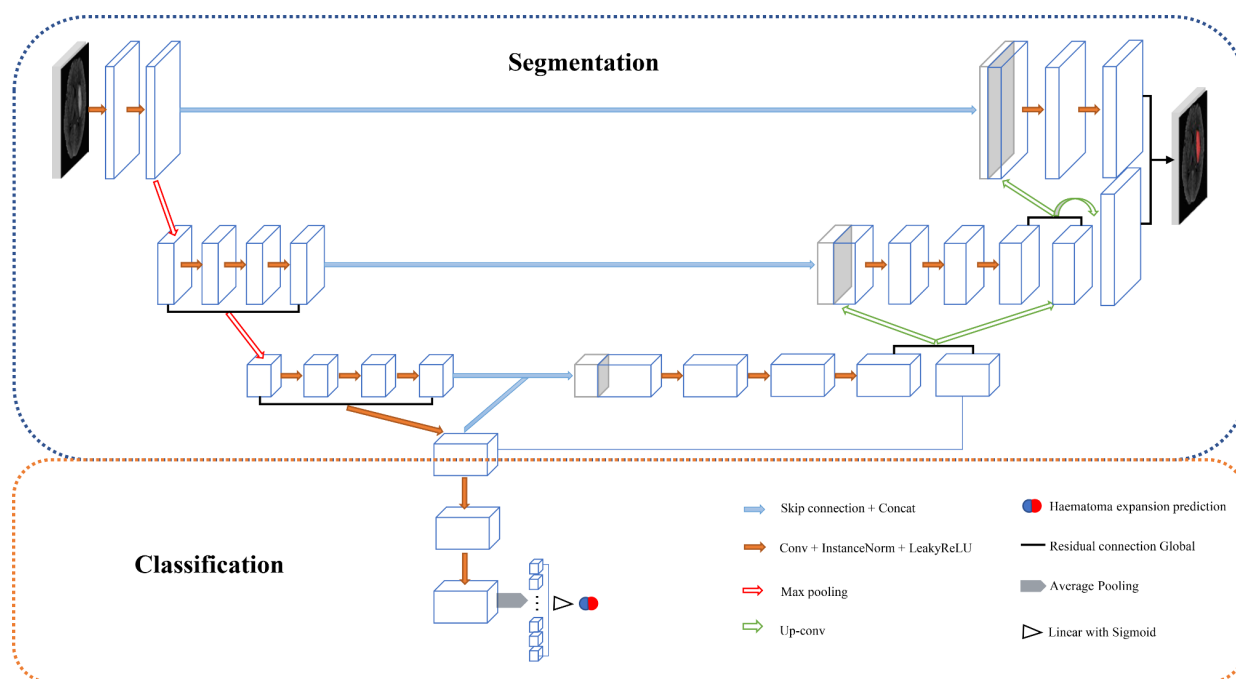 Segmentation
Classification
Skip connection + Concat
Conv + InstanceNorm + LeakyReLU
Max pooling
Up-conv
Haematoma expansion prediction
Residual connection Global
Average Pooling
Linear with Sigmoid